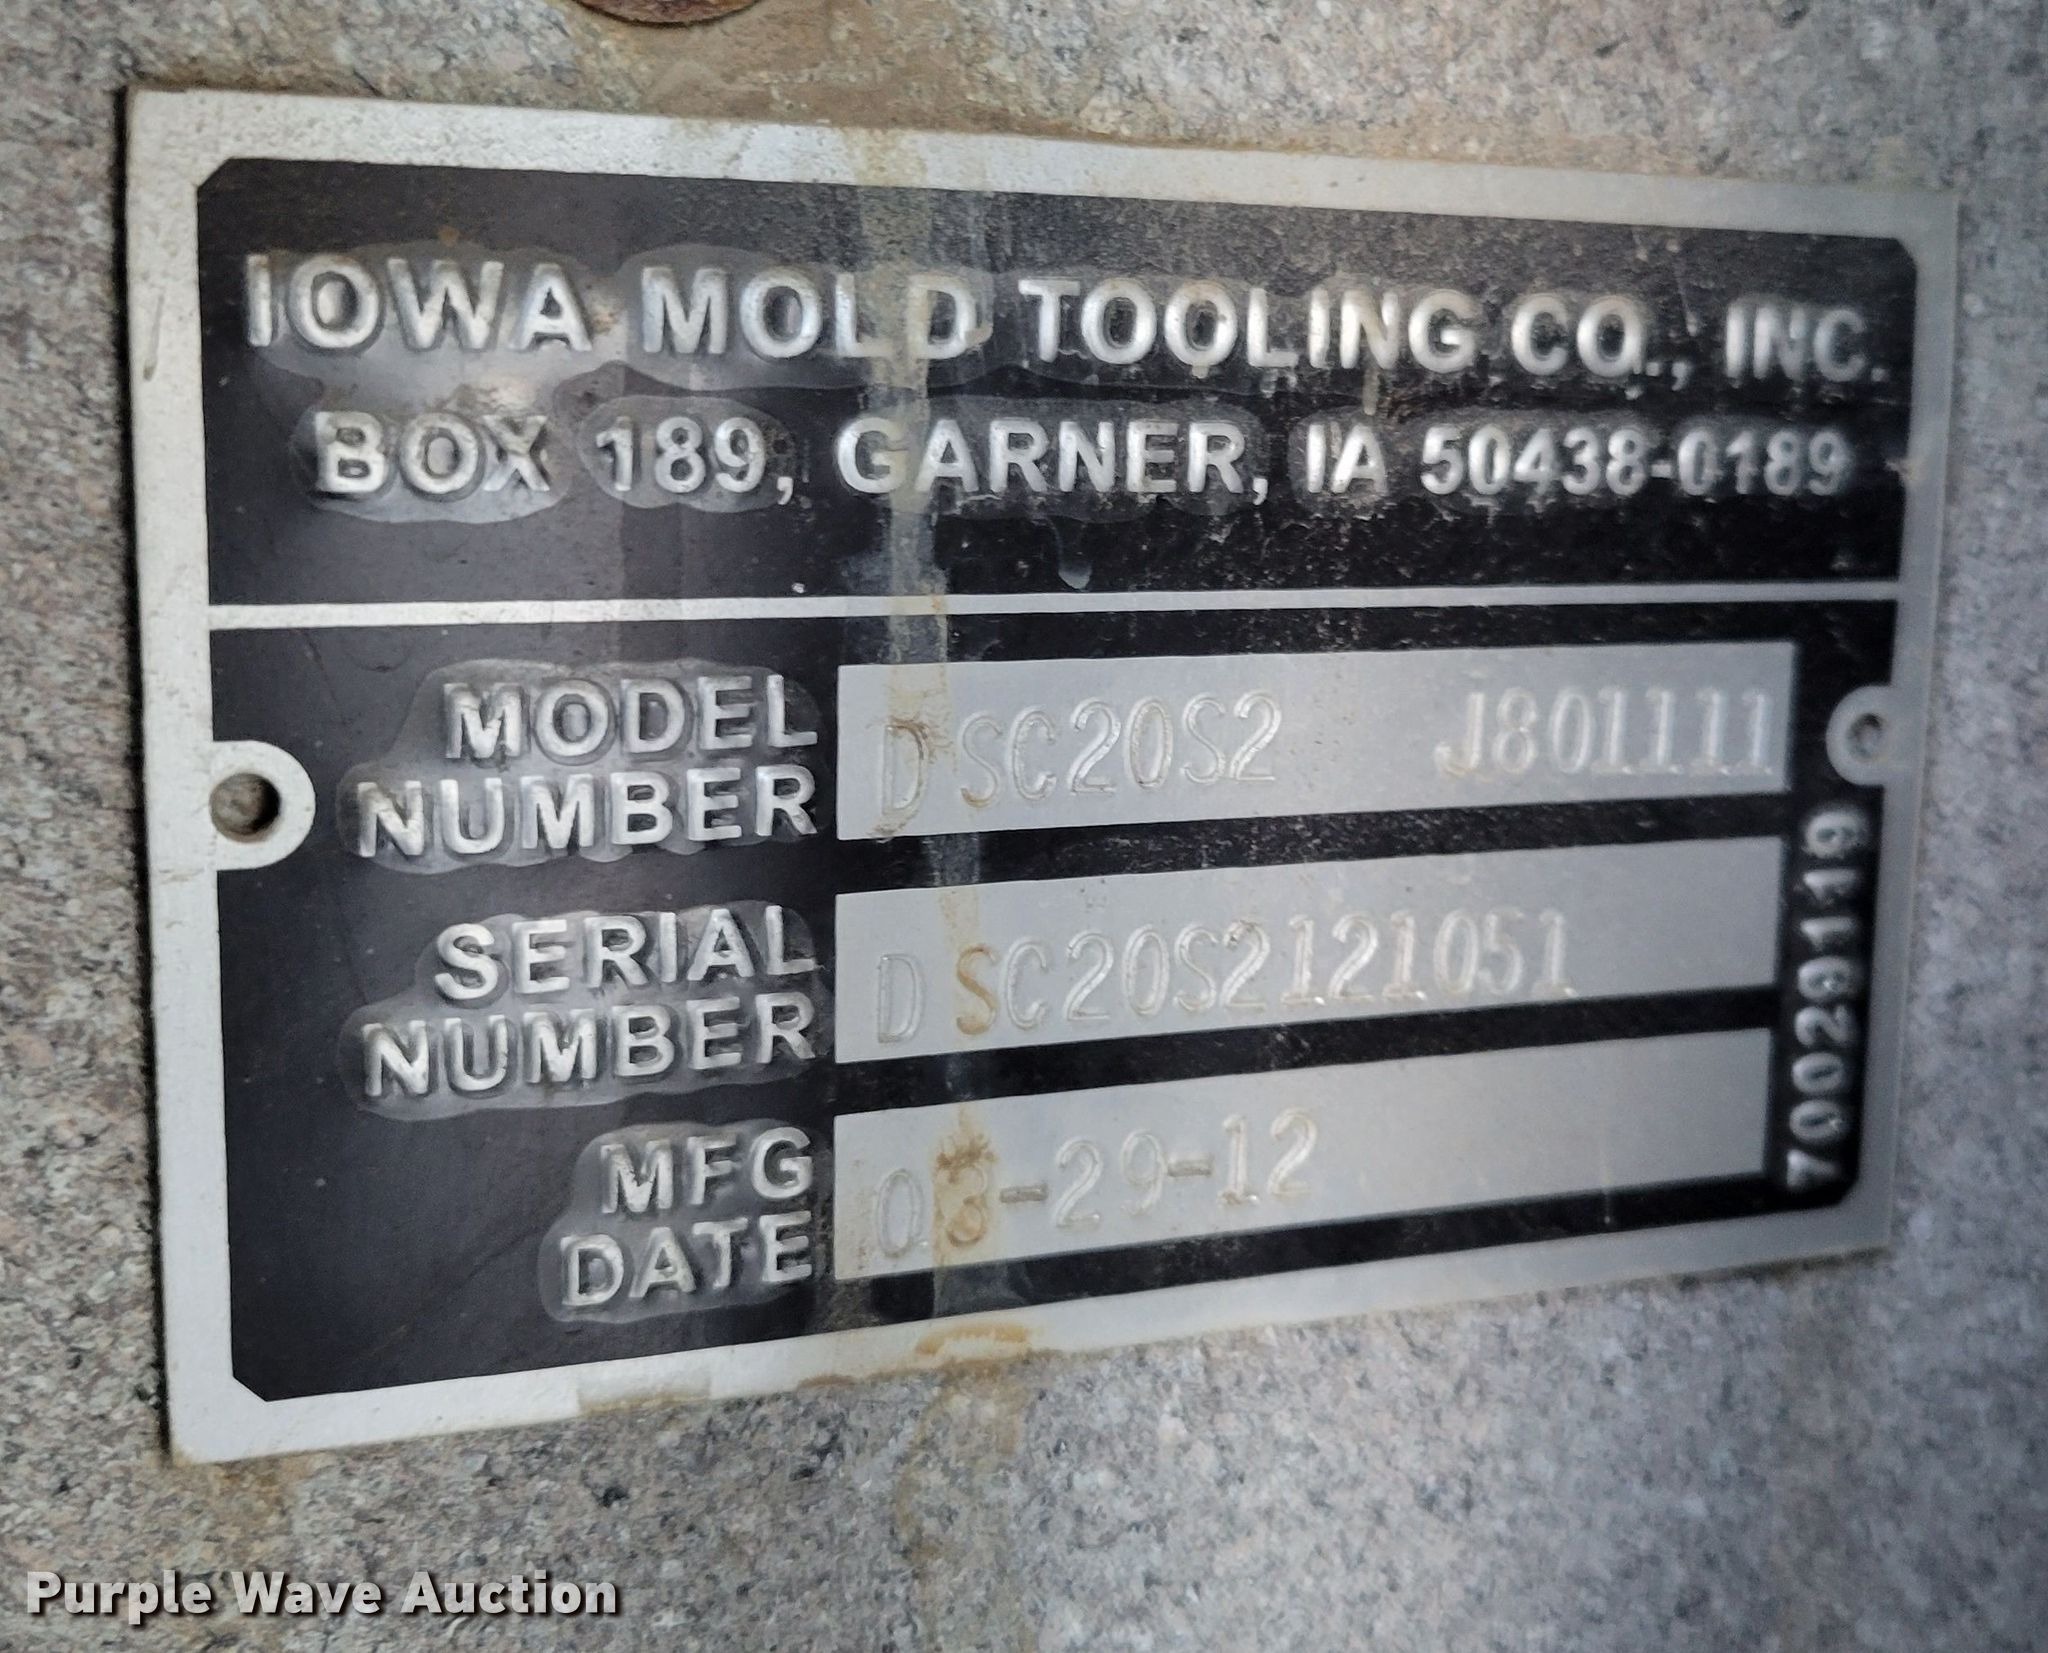 IOWA MOLD TOOLING CO., INC.
BOX 189, GARNER, IA 50438-0189
MODEL NUMBER DSC20S2 J801111
SERIAL NUMBER DSC20S2121051
MFG DATE 03-29-12
70029119
Purple Wave Auction